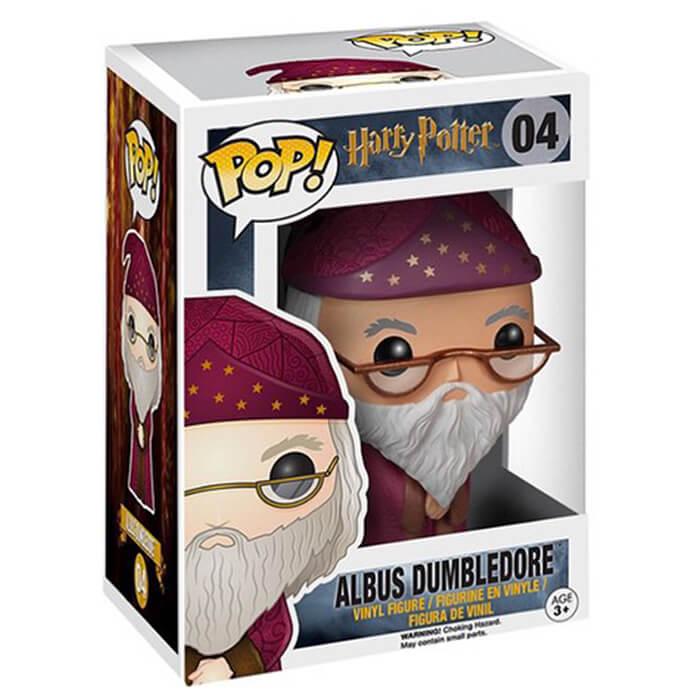 POP!
POP!
Harry Potter
04
ALBUS DUMBLEDORE
VINYL FIGURE / FIGURINE EN VINYLE /
FIGURA DE VINIL
WARNING: Choking Hazard.
May contain small parts.
AGE
3+
POP!
04